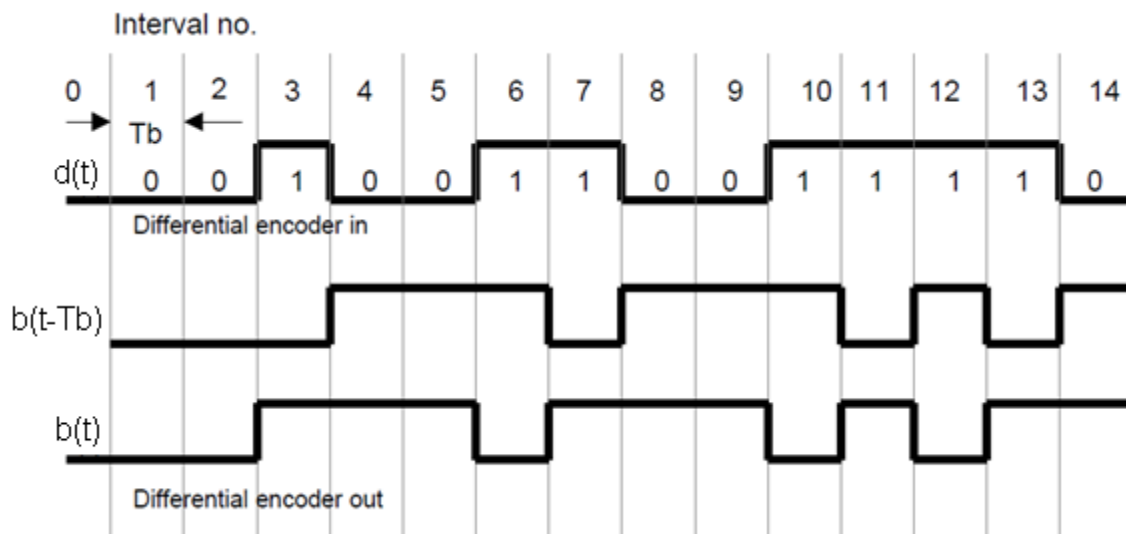 Interval no.
0 1 2 3 4 5 6 7 8 9 10 11 12 13 14
Tb
d(t) 0 0 1 0 0 1 1 0 0 1 1 1 1 0
Differential encoder in
b(t-Tb)
b(t)
Differential encoder out